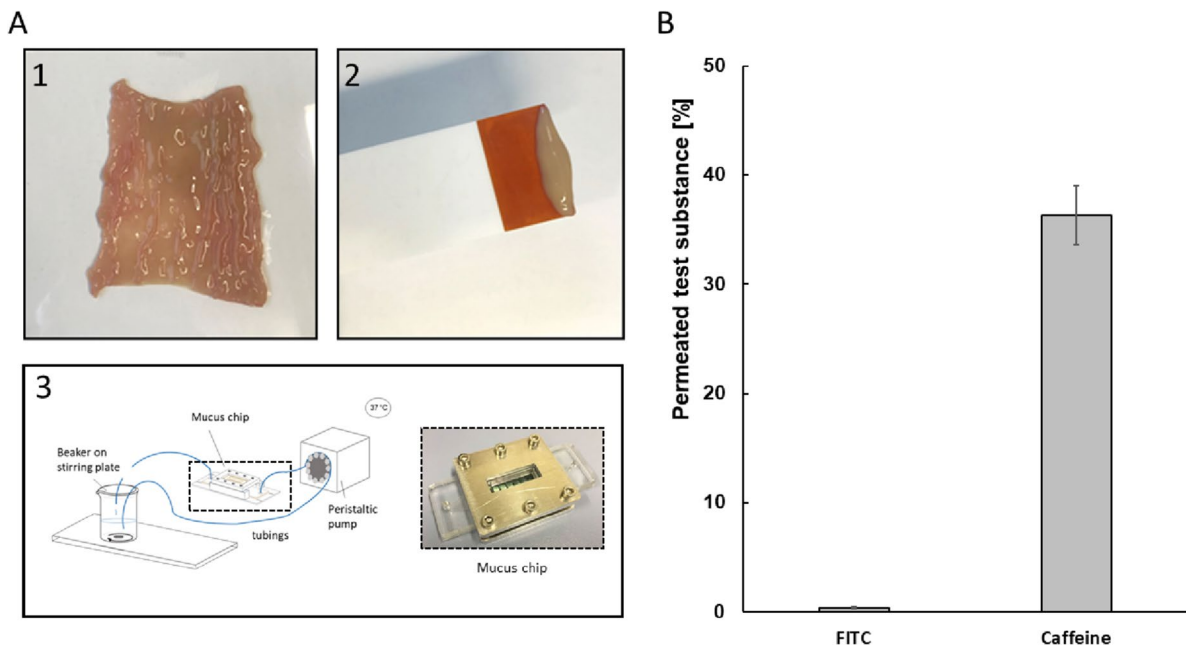 A
1
2
3
Mucus chip
37 °C
Beaker on
stirring plate
Peristaltic
pump
tubings
Mucus chip
B
Permeated test substance [%]
50
40
30
20
10
0
FITC
Caffeine